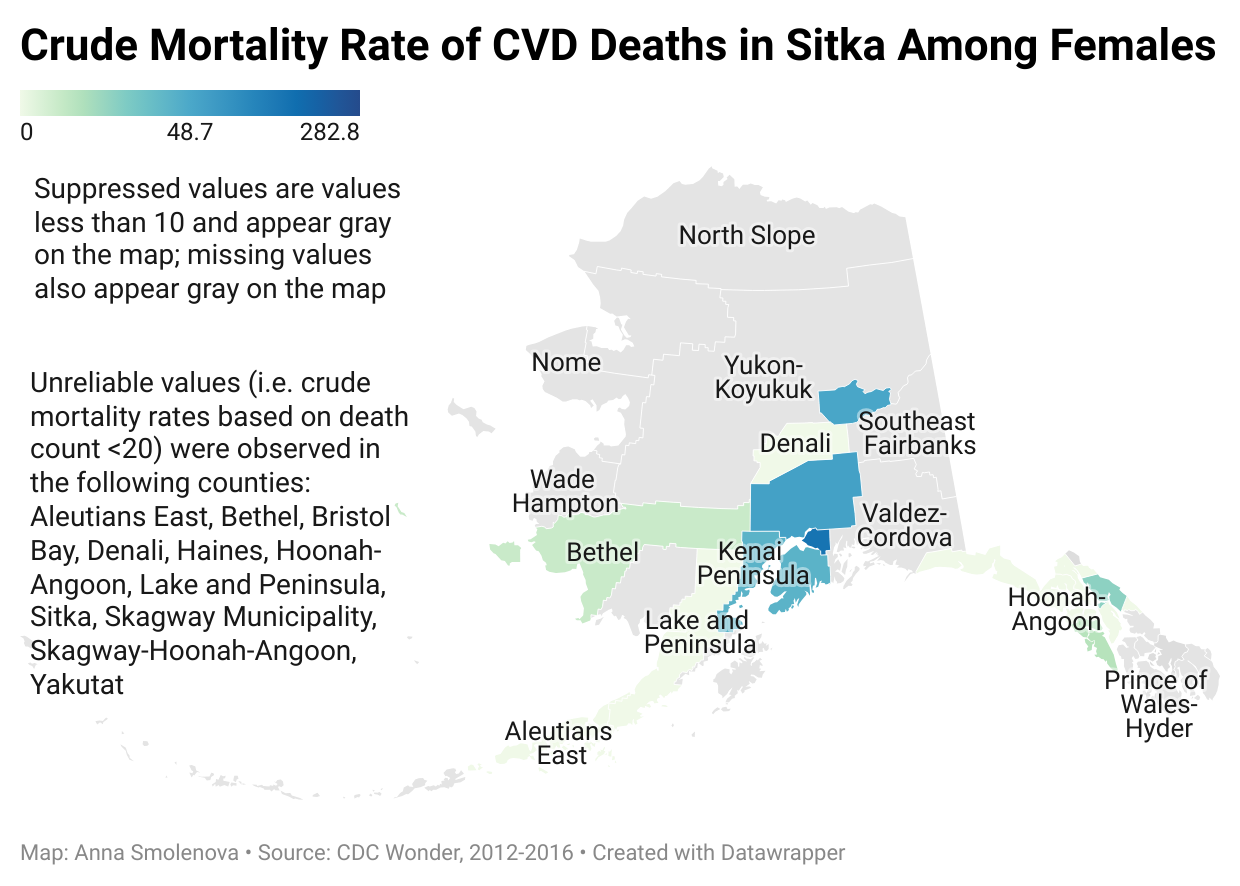 Crude Mortality Rate of CVD Deaths in Sitka Among Females
0 48.7 282.8
Suppressed values are values
less than 10 and appear gray
on the map; missing values
also appear gray on the map
Unreliable values (i.e. crude
mortality rates based on death
count <20) were observed in
the following counties:
Aleutians East, Bethel, Bristol
Bay, Denali, Haines, Hoonah-
Angoon, Lake and Peninsula,
Sitka, Skagway Municipality,
Skagway-Hoonah-Angoon,
Yakutat
North Slope
Nome
Yukon-
Koyukuk
Southeast
Fairbanks
Denali
Wade
Hampton
Valdez-
Cordova
Bethel
Kenai
Peninsula
Lake and
Peninsula
Hoonah-
Angoon
Prince of
Wales-
Hyder
Aleutians
East
Map: Anna Smolenova • Source: CDC Wonder, 2012-2016 • Created with Datawrapper